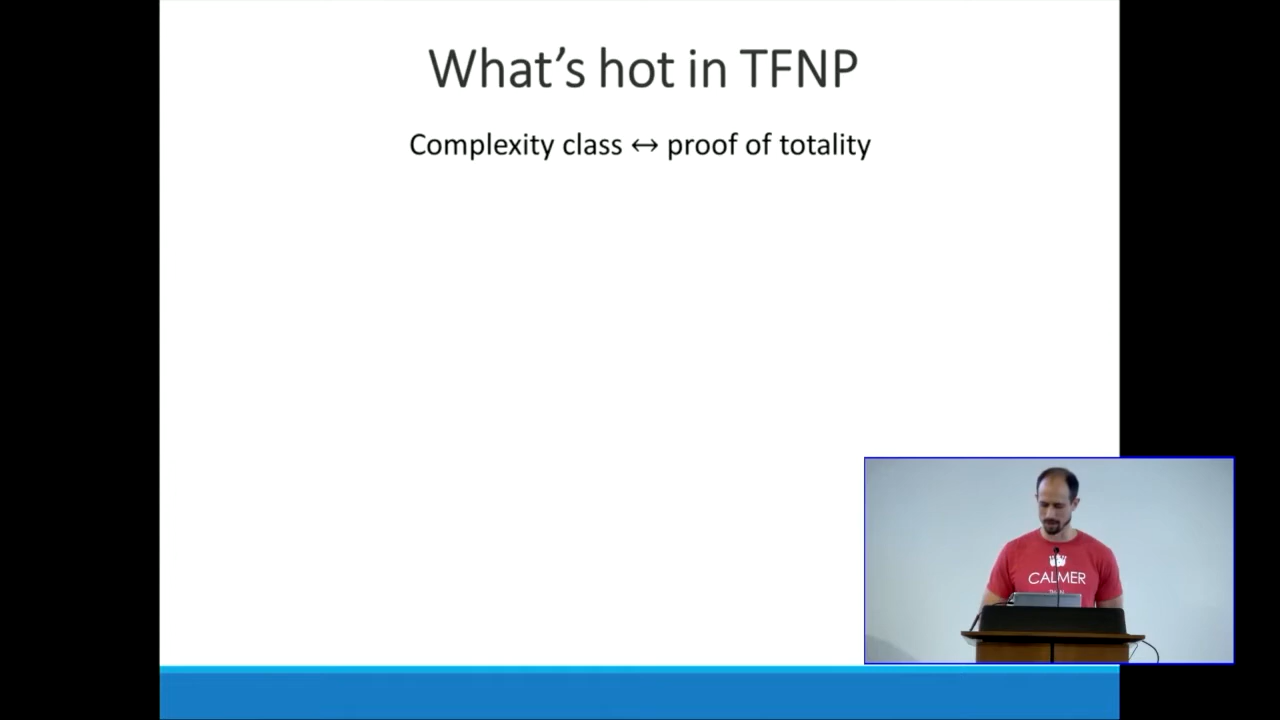 What's hot in TFNP
Complexity class ↔ proof of totality
CALMER